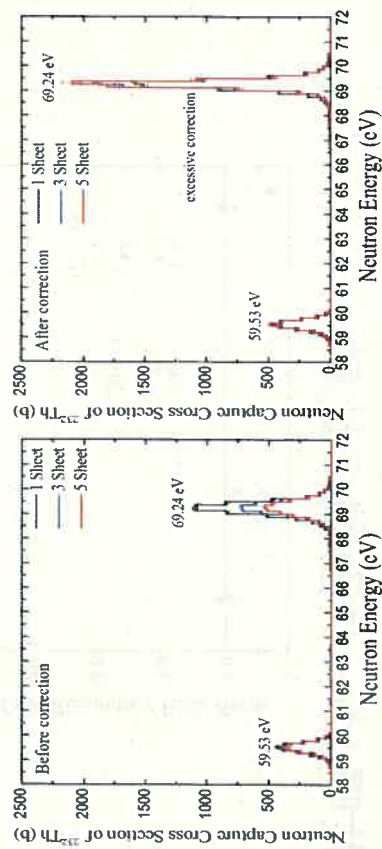 Before correction
1 Sheet
3 Sheet
5 Sheet
69.24 eV
59.53 eV
2500
2000
1500
1000
500
0
58 59 60 61 62 63 64 65 66 67 68 69 70 71 72
Neutron Energy (eV)
Neutron Capture Cross Section of ²³²Th (b)
After correction
1 Sheet
3 Sheet
5 Sheet
69.24 eV
excessive correction
59.53 eV
2500
2000
1500
1000
500
0
58 59 60 61 62 63 64 65 66 67 68 69 70 71 72
Neutron Energy (eV)
Neutron Capture Cross Section of ²³²Th (b)